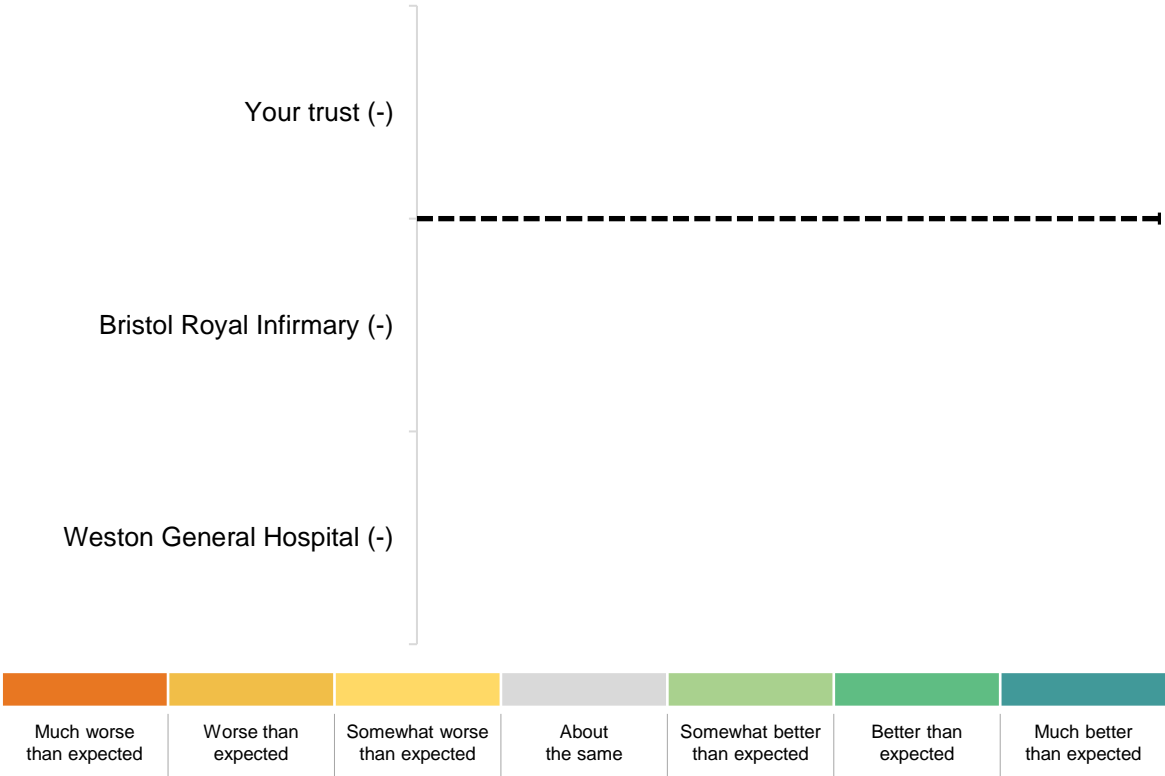 Your trust (-)
Bristol Royal Infirmary (-)
Weston General Hospital (-)
Much worse
than expected
Worse than
expected
Somewhat worse
than expected
About
the same
Somewhat better
than expected
Better than
expected
Much better
than expected